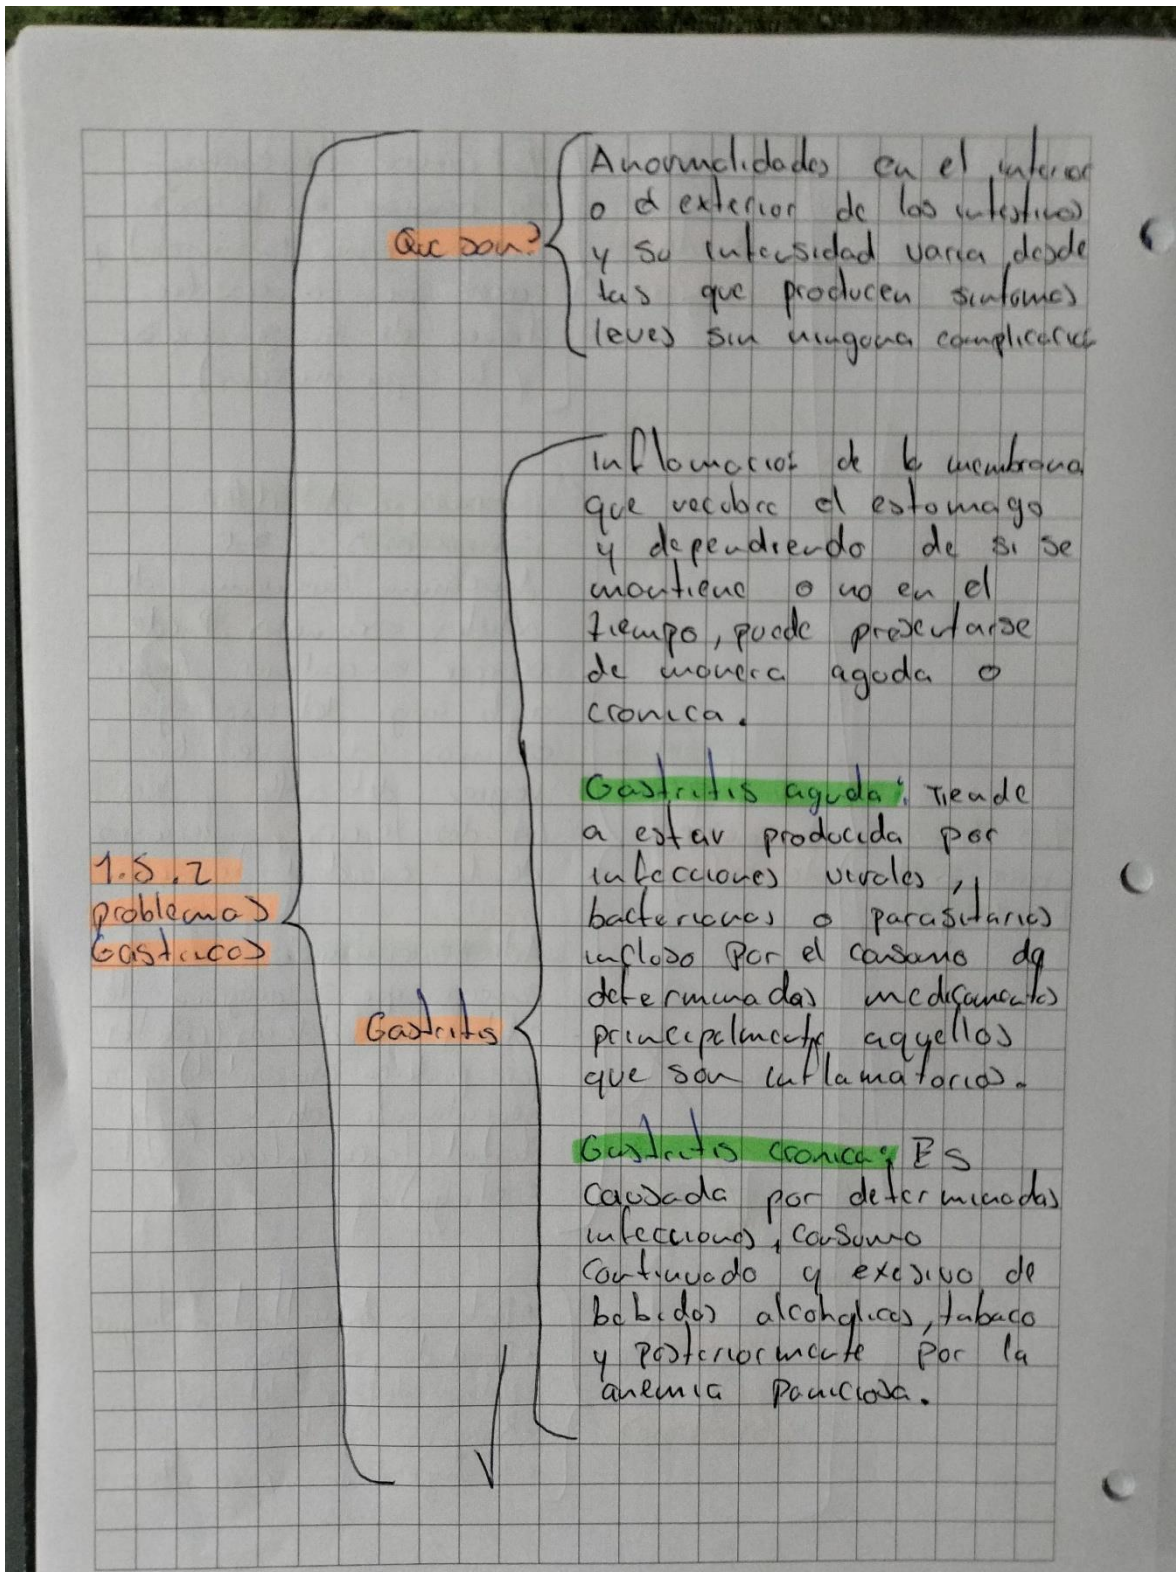 1.5.2
problemas
Gastricos
Que son?
Anormalidades en el interior
o el exterior de los intestinos
y su intensidad varia desde
las que producen sintomas
leves sin ninguna complicacion
Gastritis
inflamacion de la membrana
que recubre el estomago
y dependiendo de si se
mantiene o no en el
tiempo, puede presentarse
de manera aguda o
cronica.
Gastritis aguda: Tiende
a estar producida por
infecciones virales,
bacterianas o parasitarias
incluso por el consumo de
determinadas medicamentos
principalmente aquellos
que son inflamatorios.
Gastritis cronica: Es
causada por determinadas
infecciones, consumo
continuado y exesivo de
bebidas alcoholicas, tabaco
y posteriormente por la
anemia perniciosa.